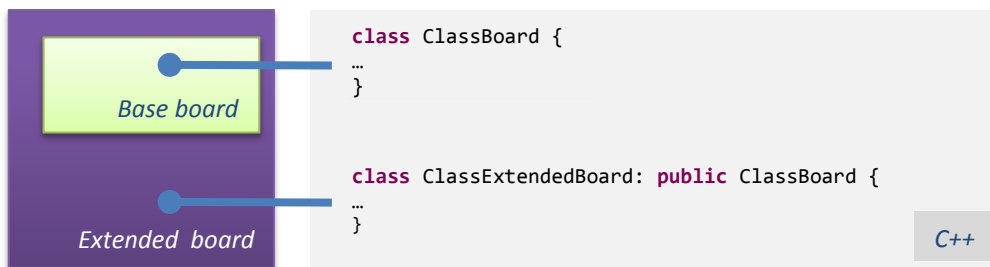 Base board
Extended board
class ClassBoard {
…
}
class ClassExtendedBoard: public ClassBoard {
…
}
C++